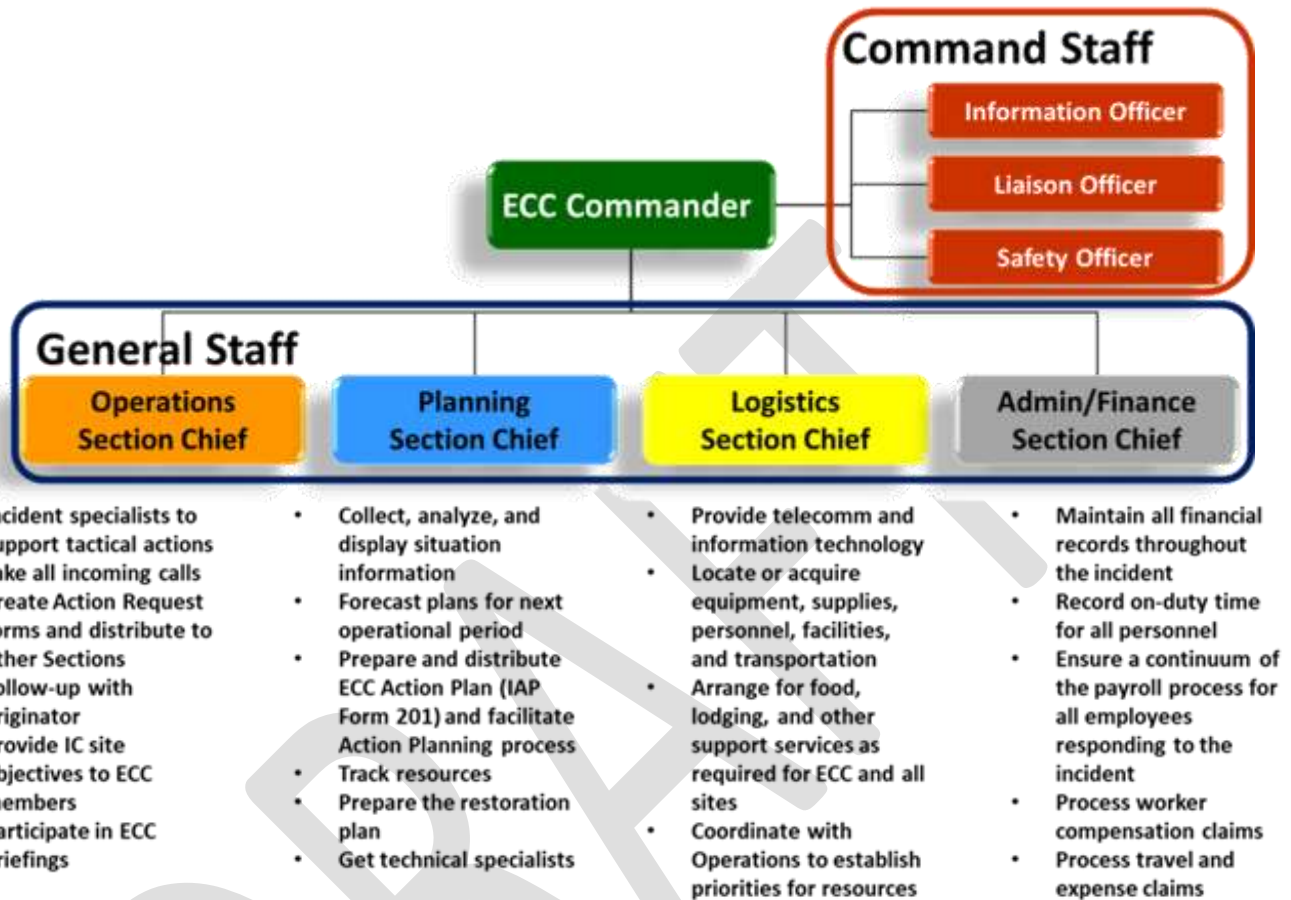 Command Staff
Information Officer
Liaison Officer
Safety Officer
ECC Commander
General Staff
Operations
Section Chief
Planning
Section Chief
Logistics
Section Chief
Admin/Finance
Section Chief
ncident specialists to
upport tactical actions
ake all incoming calls
reate Action Request
orms and distribute to
ther Sections
ollow-up with
riginator
rovide IC site
bjectives to ECC
members
articipate in ECC
riefings
• Collect, analyze, and
display situation
information
• Forecast plans for next
operational period
• Prepare and distribute
ECC Action Plan (IAP
Form 201) and facilitate
Action Planning process
• Track resources
• Prepare the restoration
plan
• Get technical specialists
• Provide telecomm and
information technology
• Locate or acquire
equipment, supplies,
personnel, facilities,
and transportation
• Arrange for food,
lodging, and other
support services as
required for ECC and all
sites
• Coordinate with
Operations to establish
priorities for resources
• Maintain all financial
records throughout
the incident
• Record on-duty time
for all personnel
• Ensure a continuum of
the payroll process for
all employees
responding to the
incident
• Process worker
compensation claims
• Process travel and
expense claims
DRAFT